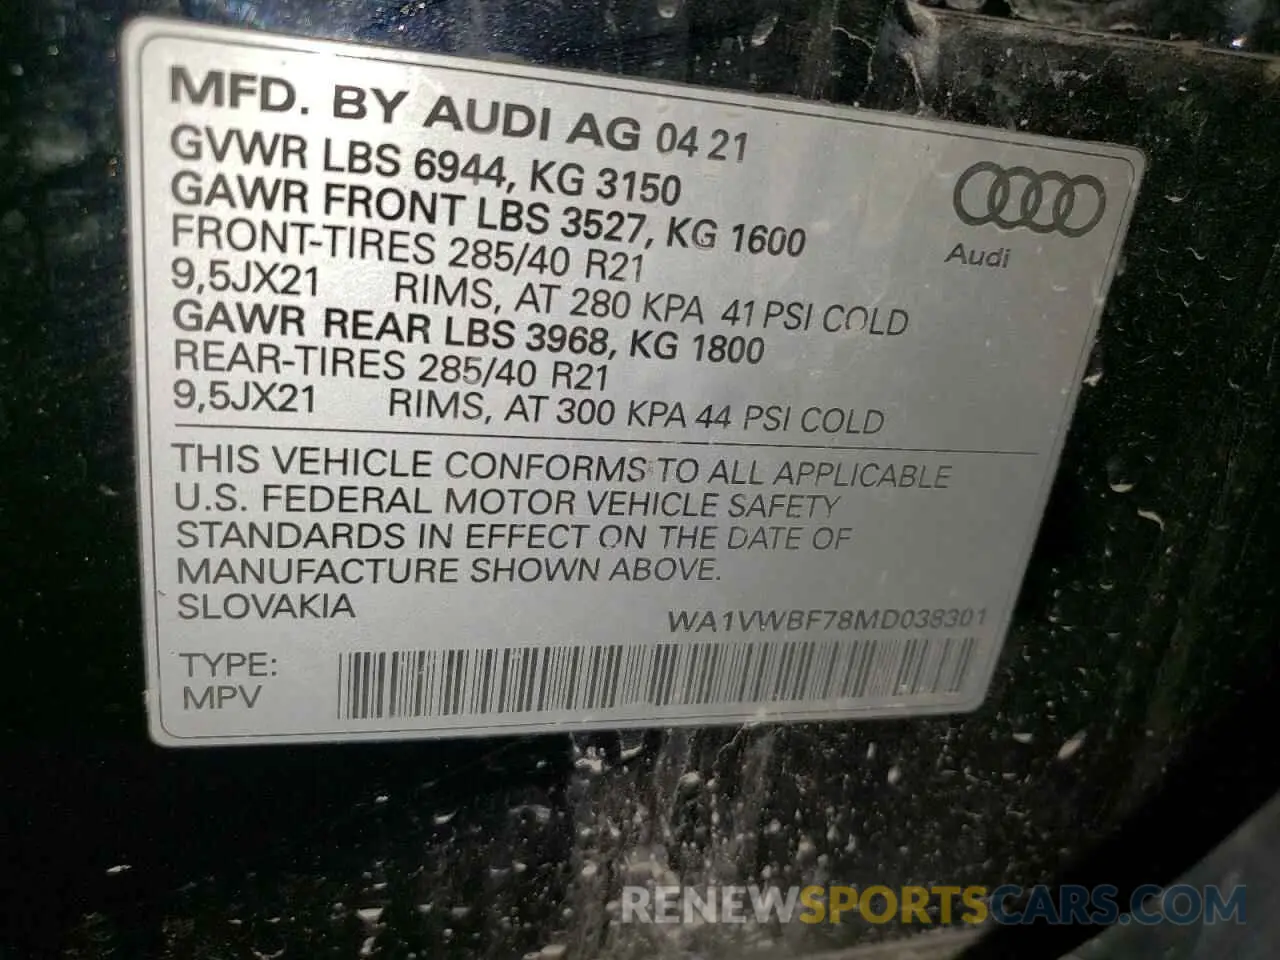 MFD. BY AUDI AG 04 21
GVWR LBS 6944, KG 3150
GAWR FRONT LBS 3527, KG 1600
FRONT-TIRES 285/40 R21
9,5JX21 RIMS, AT 280 KPA 41 PSI COLD
GAWR REAR LBS 3968, KG 1800
REAR-TIRES 285/40 R21
9,5JX21 RIMS, AT 300 KPA 44 PSI COLD
Audi
THIS VEHICLE CONFORMS TO ALL APPLICABLE
U.S. FEDERAL MOTOR VEHICLE SAFETY
STANDARDS IN EFFECT ON THE DATE OF
MANUFACTURE SHOWN ABOVE.
SLOVAKIA
WA1VWBF78MD038301
TYPE:
MPV
RENEWSPORTSCARS.COM